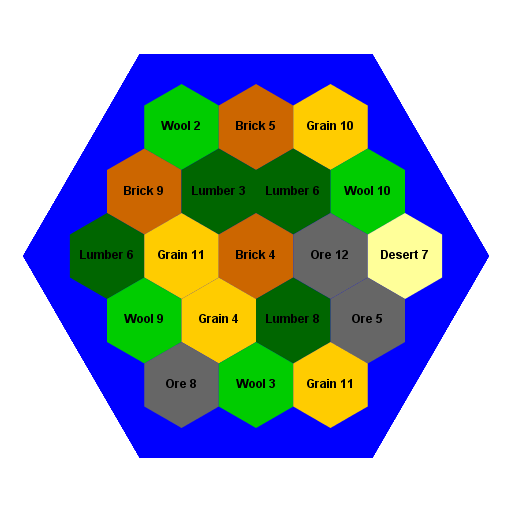 Wool 2
Brick 5
Grain 10
Brick 9
Lumber 3
Lumber 6
Wool 10
Lumber 6
Grain 11
Brick 4
Ore 12
Desert 7
Wool 9
Grain 4
Lumber 8
Ore 5
Ore 8
Wool 3
Grain 11